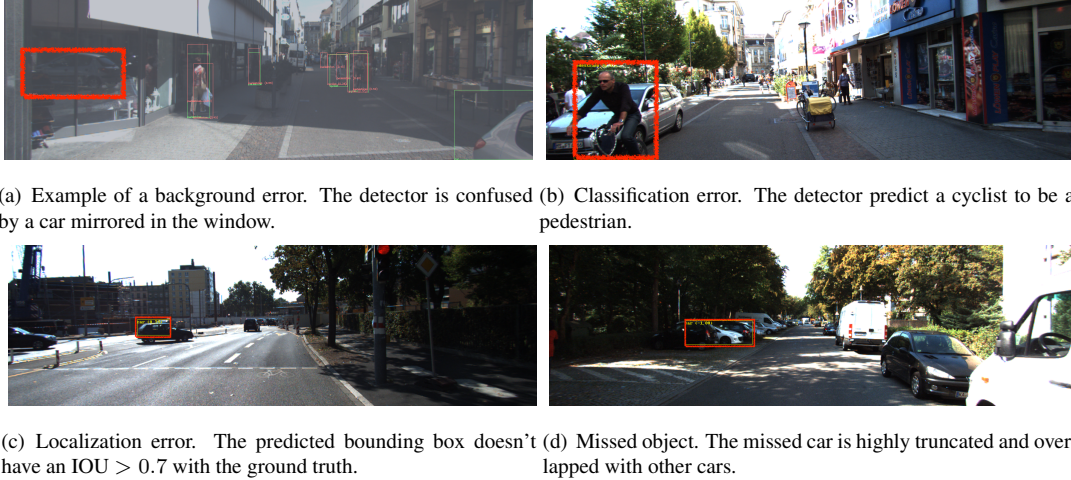 (a) Example of a background error. The detector is confused
by a car mirrored in the window.
(b) Classification error. The detector predict a cyclist to be a
pedestrian.
(c) Localization error. The predicted bounding box doesn't
have an IOU > 0.7 with the ground truth.
(d) Missed object. The missed car is highly truncated and over
lapped with other cars.